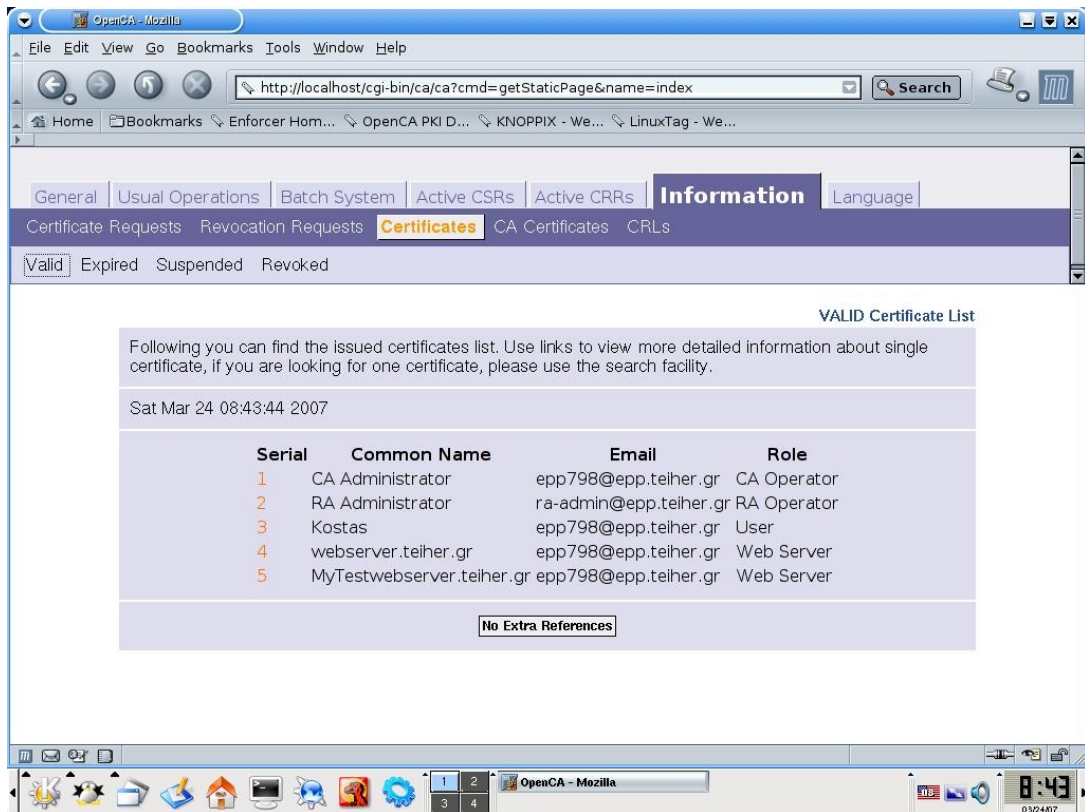 OpenCA - Mozilla
File Edit View Go Bookmarks Tools Window Help
http://localhost/cgi-bin/ca/ca?cmd=getStaticPage&name=index Search
Home Bookmarks Enforcer Hom... OpenCA PKI D... KNOPPIX - We... LinuxTag - We...
General Usual Operations Batch System Active CSRs Active CRRs Information Language
Certificate Requests Revocation Requests Certificates CA Certificates CRLs
Valid Expired Suspended Revoked
VALID Certificate List
Following you can find the issued certificates list. Use links to view more detailed information about single
certificate, if you are looking for one certificate, please use the search facility.
Sat Mar 24 08:43:44 2007
Serial Common Name Email Role
1 CA Administrator epp798@epp.teiher.gr CA Operator
2 RA Administrator ra-admin@epp.teiher.gr RA Operator
3 Kostas epp798@epp.teiher.gr User
4 webserver.teiher.gr epp798@epp.teiher.gr Web Server
5 MyTestwebserver.teiher.gr epp798@epp.teiher.gr Web Server
No Extra References
1 2
3 4
OpenCA - Mozilla
us
8:43
03/24/07